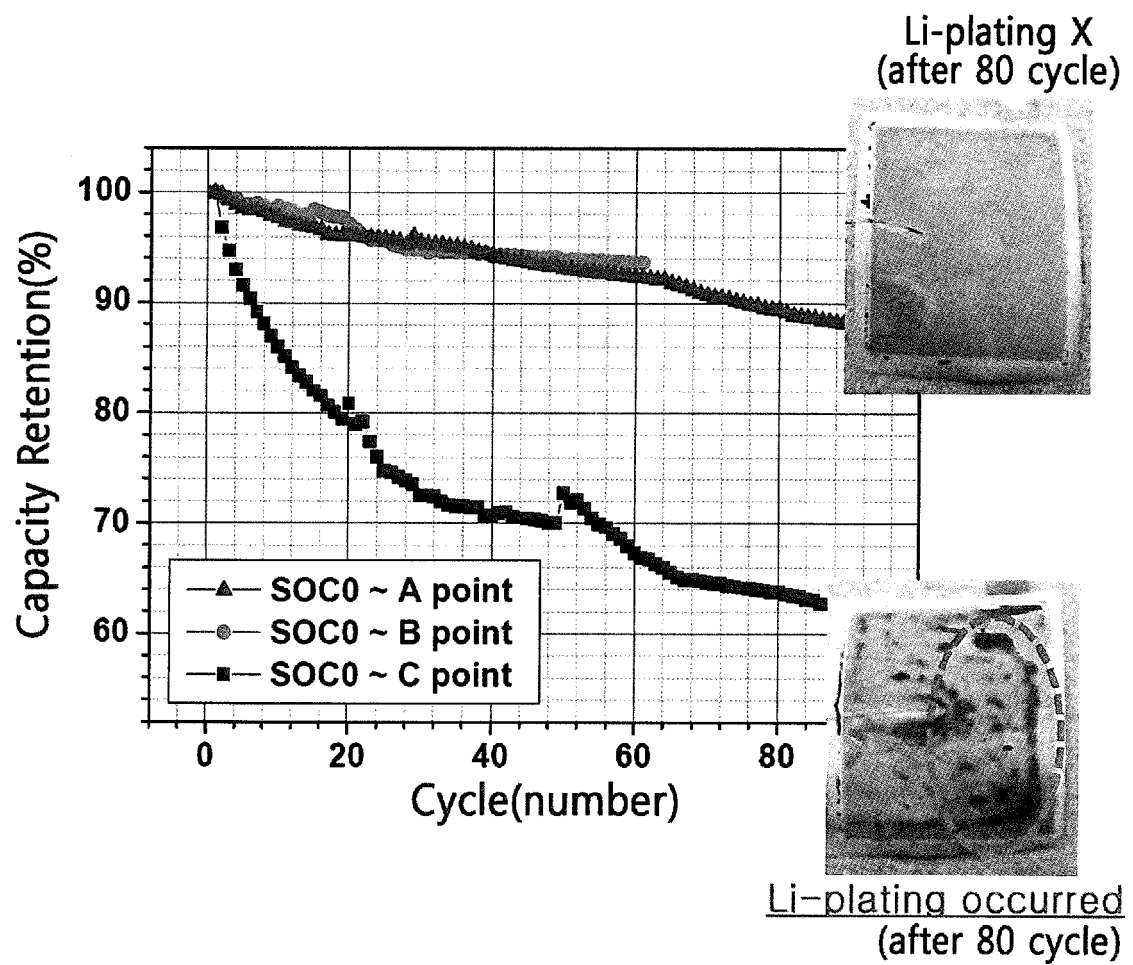 Li-plating X
(after 80 cycle)
100
90
80
70
60
Capacity Retention(%)
SOC0 ~ A point
SOC0 ~ B point
SOC0 ~ C point
0
20
40
60
80
Cycle(number)
Li-plating occurred
(after 80 cycle)